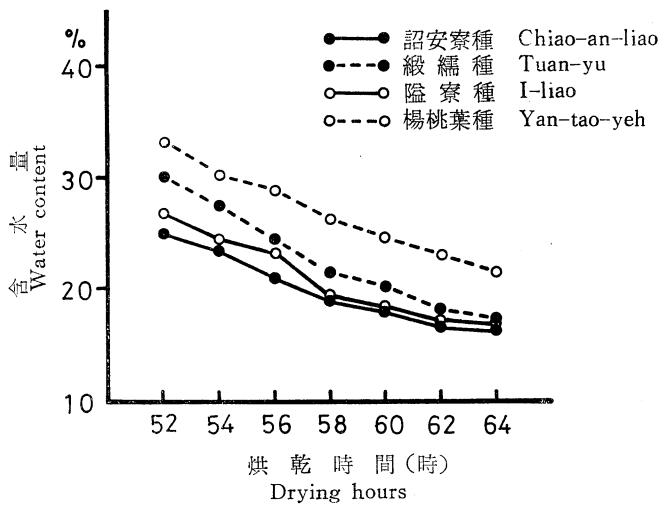 %
詔安寮種 Chiao-an-liao
緞繻種 Tuan-yu
隘寮種 I-liao
楊桃葉種 Yan-tao-yeh
40
30
20
10
含水量
Water content
52 54 56 58 60 62 64
烘乾時間(時)
Drying hours